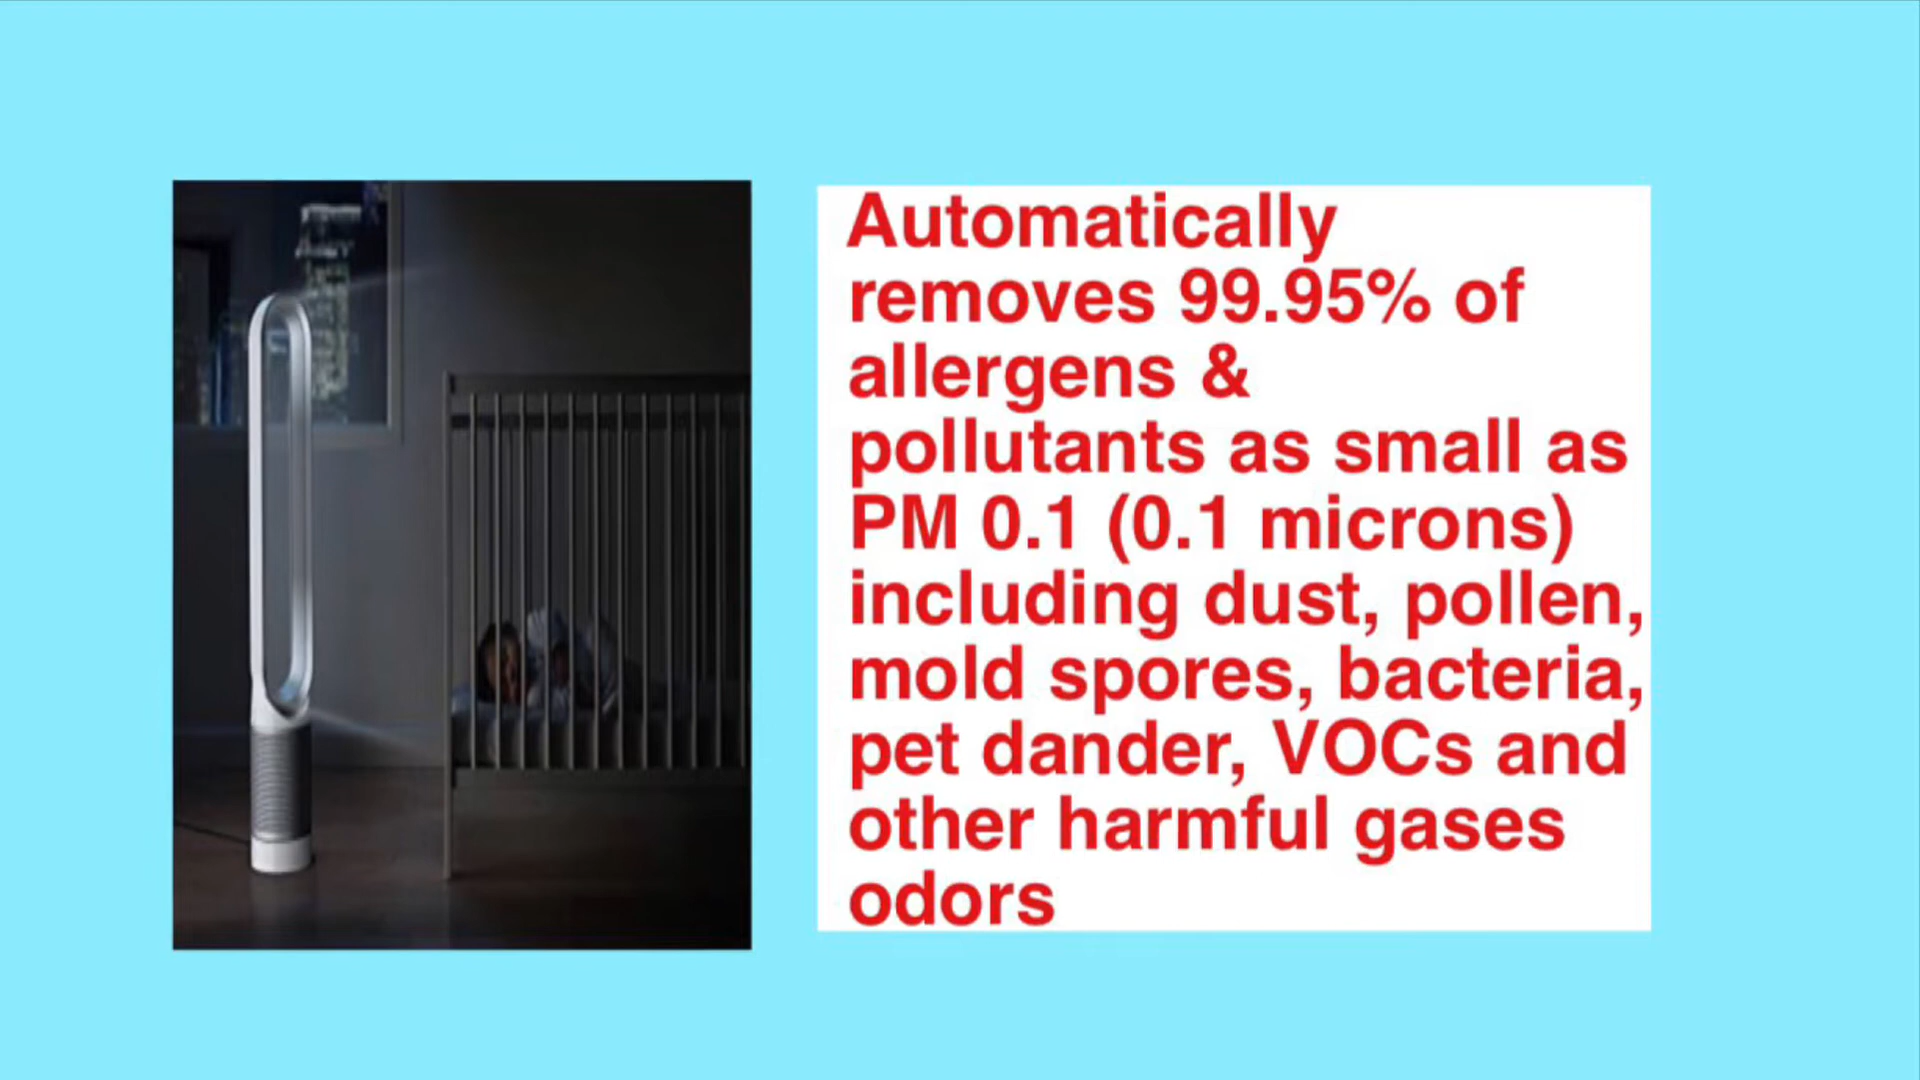 Automatically
removes 99.95% of
allergens &
pollutants as small as
PM 0.1 (0.1 microns)
including dust, pollen,
mold spores, bacteria,
pet dander, VOCs and
other harmful gases
odors